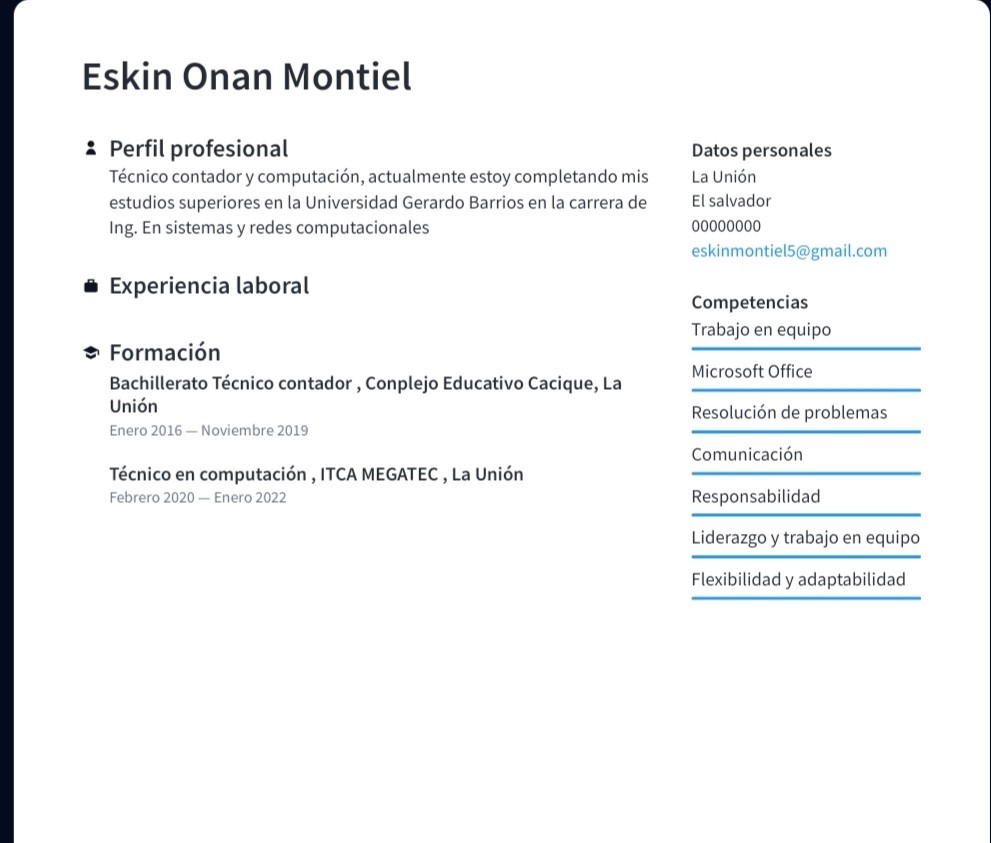 Eskin Onan Montiel
Perfil profesional
Técnico contador y computación, actualmente estoy completando mis
estudios superiores en la Universidad Gerardo Barrios en la carrera de
Ing. En sistemas y redes computacionales
Experiencia laboral
Formación
Bachillerato Técnico contador , Conplejo Educativo Cacique, La
Unión
Enero 2016 — Noviembre 2019
Técnico en computación , ITCA MEGATEC , La Unión
Febrero 2020 — Enero 2022
Datos personales
La Unión
El salvador
00000000
eskinmontiel5@gmail.com
Competencias
Trabajo en equipo
Microsoft Office
Resolución de problemas
Comunicación
Responsabilidad
Liderazgo y trabajo en equipo
Flexibilidad y adaptabilidad